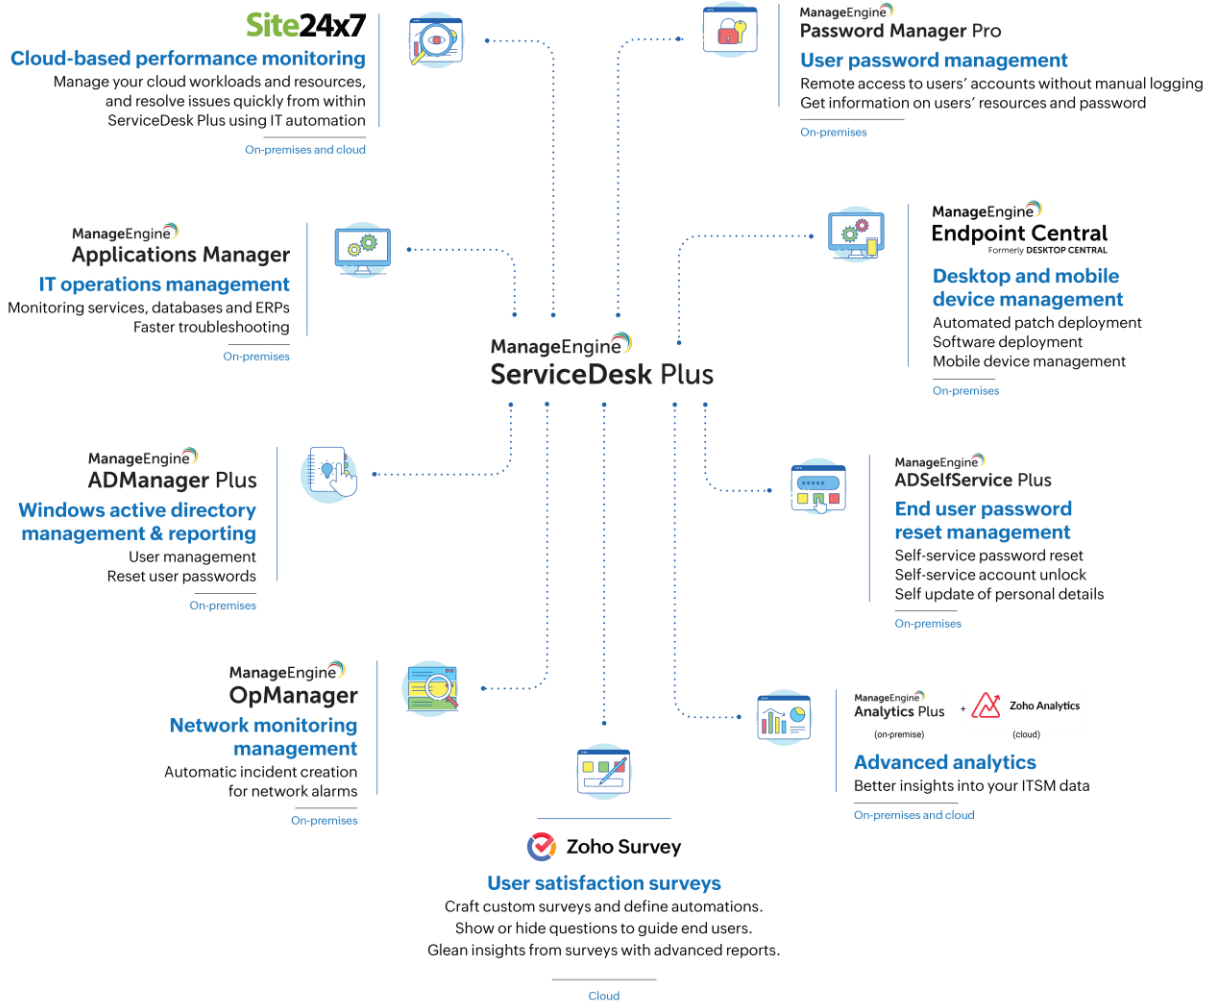 Site24x7
Cloud-based performance monitoring
Manage your cloud workloads and resources,
and resolve issues quickly from within
ServiceDesk Plus using IT automation
On-premises and cloud
ManageEngine
Password Manager Pro
User password management
Remote access to users’ accounts without manual logging
Get information on users’ resources and password
On-premises
ManageEngine
Applications Manager
IT operations management
Monitoring services, databases and ERPs
Faster troubleshooting
On-premises
ManageEngine
Endpoint Central
Formerly DESKTOP CENTRAL
Desktop and mobile
device management
Automated patch deployment
Software deployment
Mobile device management
On-premises
ManageEngine
ServiceDesk Plus
ManageEngine
ADManager Plus
Windows active directory
management & reporting
User management
Reset user passwords
On-premises
ManageEngine
ADSelfService Plus
End user password
reset management
Self-service password reset
Self-service account unlock
Self update of personal details
On-premises
ManageEngine
OpManager
Network monitoring
management
Automatic incident creation
for network alarms
On-premises
ManageEngine
Analytics Plus + Zoho Analytics
(on-premise) (cloud)
Advanced analytics
Better insights into your ITSM data
On-premises and cloud
Zoho Survey
User satisfaction surveys
Craft custom surveys and define automations.
Show or hide questions to guide end users.
Glean insights from surveys with advanced reports.
Cloud